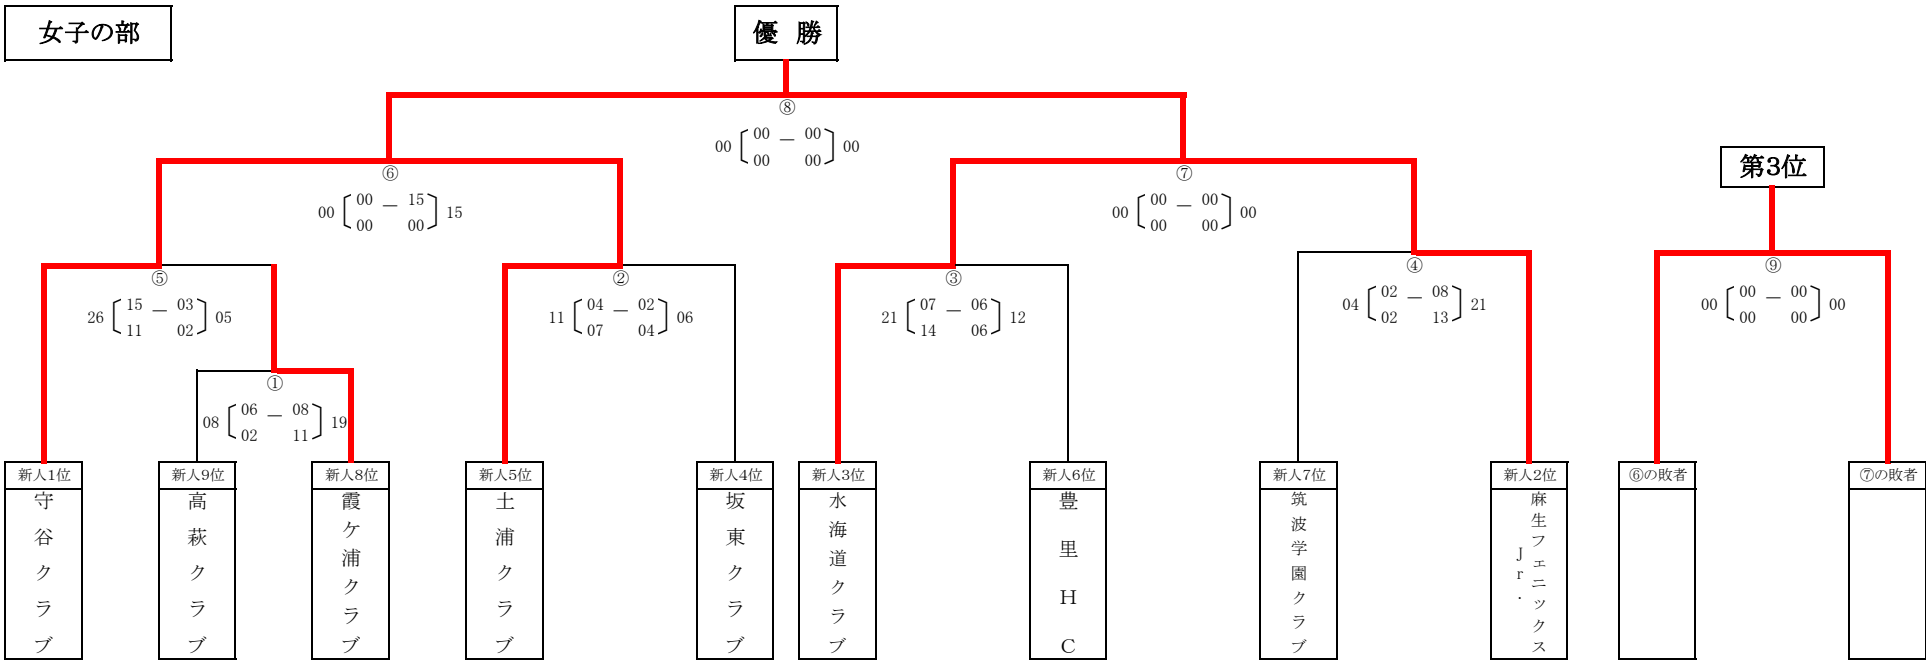 女子の部
優 勝
⑧
00 [ 00 － 00 ] 00
00 00
第3位
⑥
00 [ 00 － 15 ] 15
00 00
⑦
00 [ 00 － 00 ] 00
00 00
⑤
26 [ 15 － 03 ] 05
11 02
②
11 [ 04 － 02 ] 06
07 04
③
21 [ 07 － 06 ] 12
14 06
④
04 [ 02 － 08 ] 21
02 13
⑨
00 [ 00 － 00 ] 00
00 00
①
08 [ 06 － 08 ] 19
02 11
新人1位
守谷クラブ
新人9位
高萩クラブ
新人8位
霞ケ浦クラブ
新人5位
土浦クラブ
新人4位
坂東クラブ
新人3位
水海道クラブ
新人6位
豊里HC
新人7位
筑波学園クラブ
新人2位
麻生フェニックス
Jr.
⑥の敗者
⑦の敗者